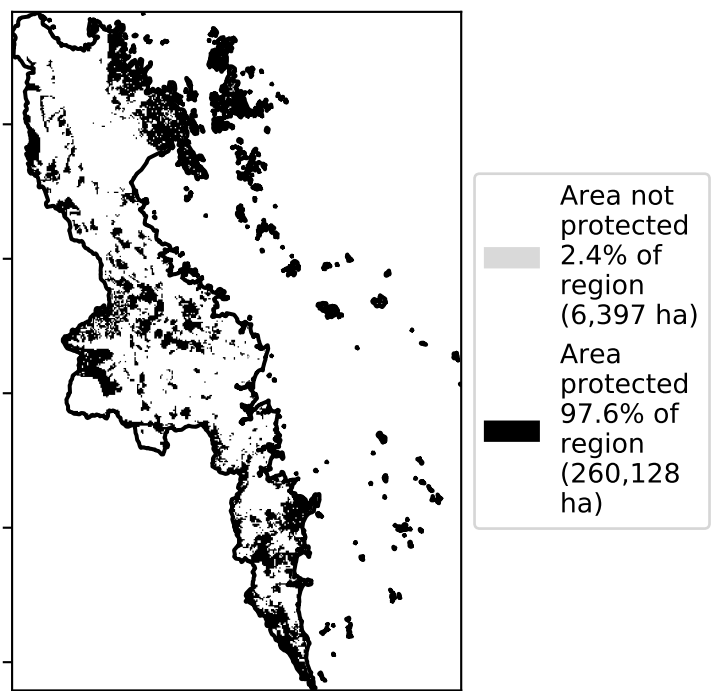 Area not
protected
2.4% of
region
(6,397 ha)
Area
protected
97.6% of
region
(260,128
ha)